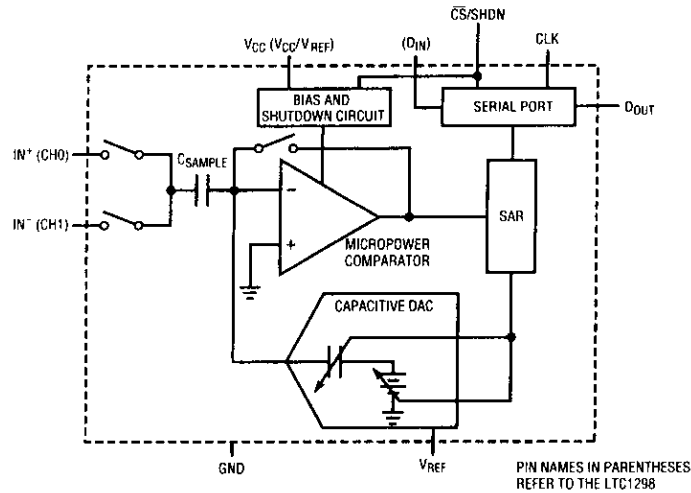 C̅S̅/SHDN
VCC (VCC/VREF)
(DIN)
CLK
BIAS AND
SHUTDOWN CIRCUIT
SERIAL PORT
DOUT
IN+ (CH0)
CSAMPLE
IN− (CH1)
−
+
MICROPOWER
COMPARATOR
SAR
CAPACITIVE DAC
GND
VREF
PIN NAMES IN PARENTHESES
REFER TO THE LTC1298